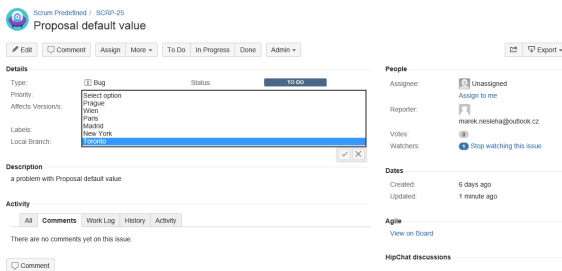 Scrum Predefined / SCRP-25
Proposal default value
Edit Comment Assign More To Do In Progress Done Admin Export
Details
Type: Bug Status: TO DO
Priority:
Affects Version/s:
Labels:
Local Branch:
Select option
Prague
Wien
Paris
Madrid
New York
Toronto
Description
a problem with Proposal default value
Activity
All Comments Work Log History Activity
There are no comments yet on this issue.
Comment
People
Assignee: Unassigned
Assign to me
Reporter:
marek.nesleha@outlook.cz
Votes: 0
Watchers: 1 Stop watching this issue
Dates
Created: 6 days ago
Updated: 1 minute ago
Agile
View on Board
HipChat discussions